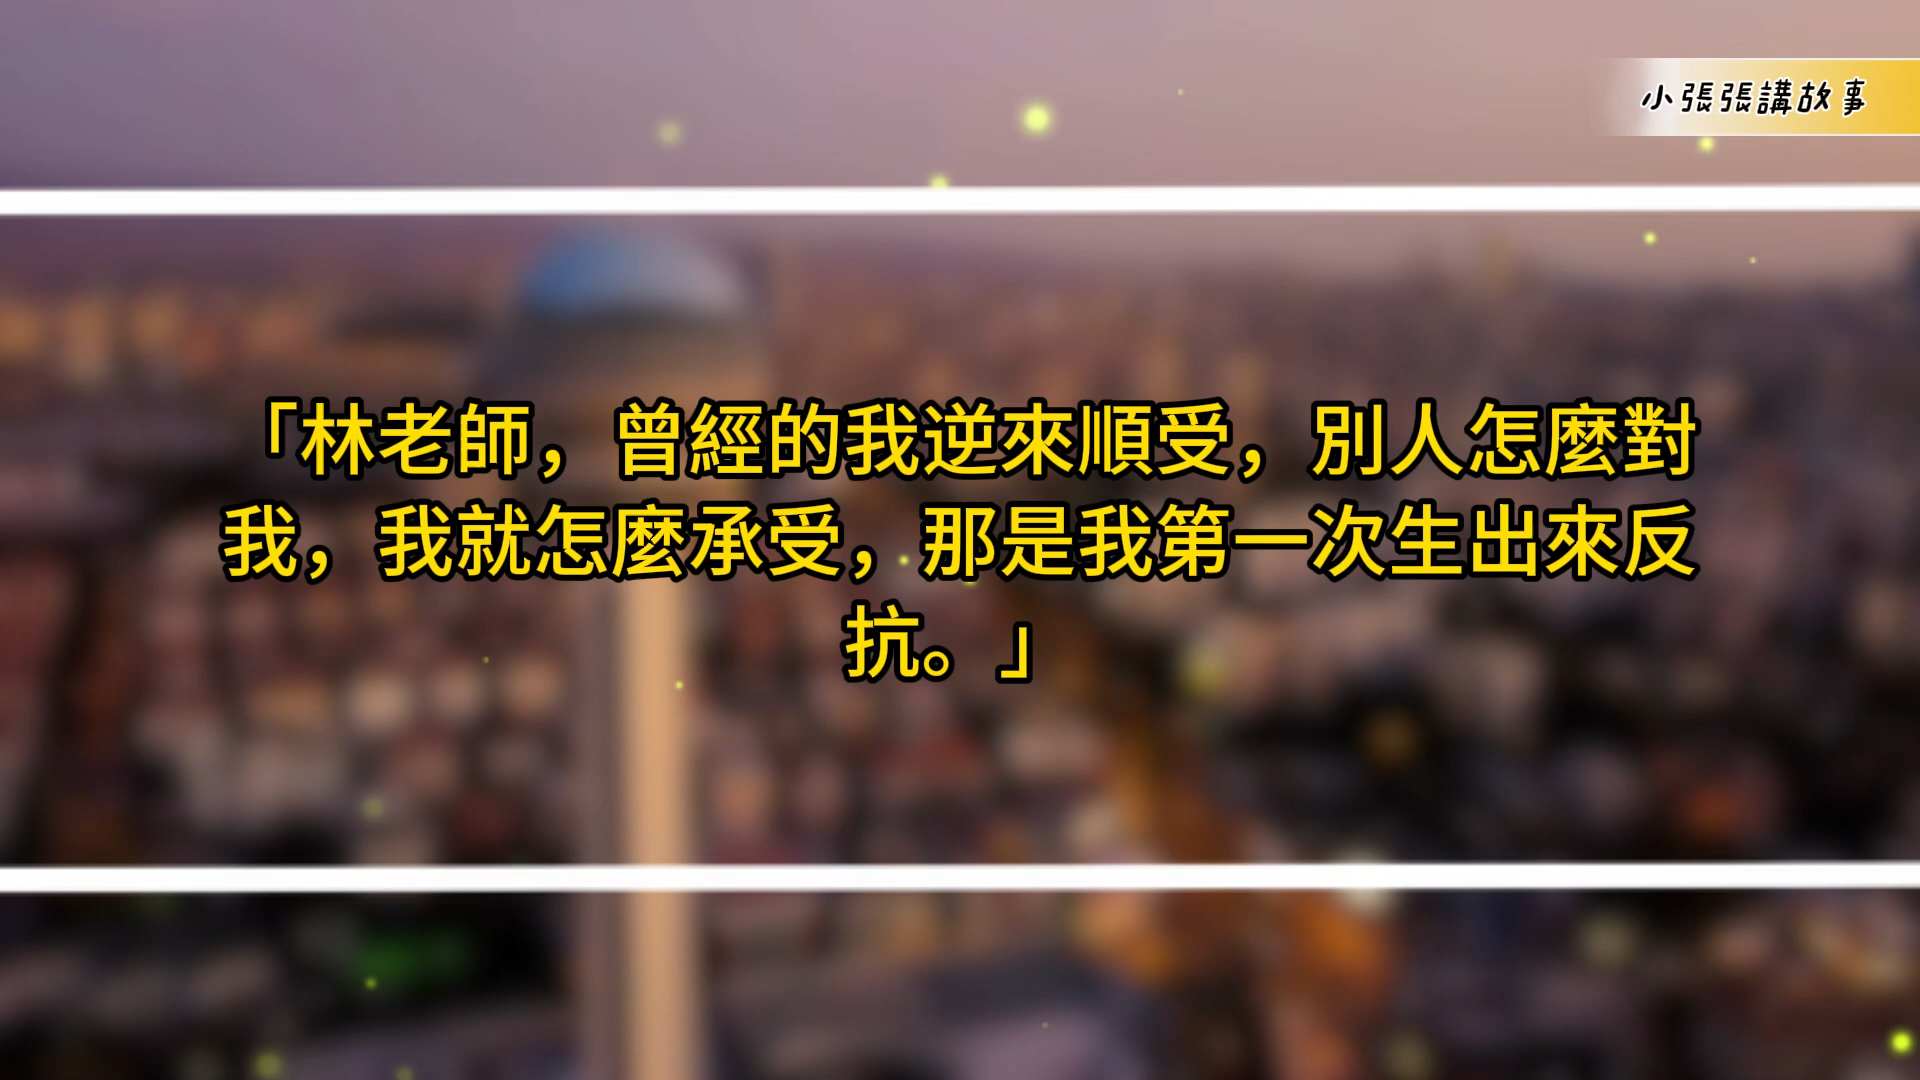 小張張講故事
「林老師，曾經的我逆來順受，別人怎麼對
我，我就怎麼承受，那是我第一次生出來反
抗。」